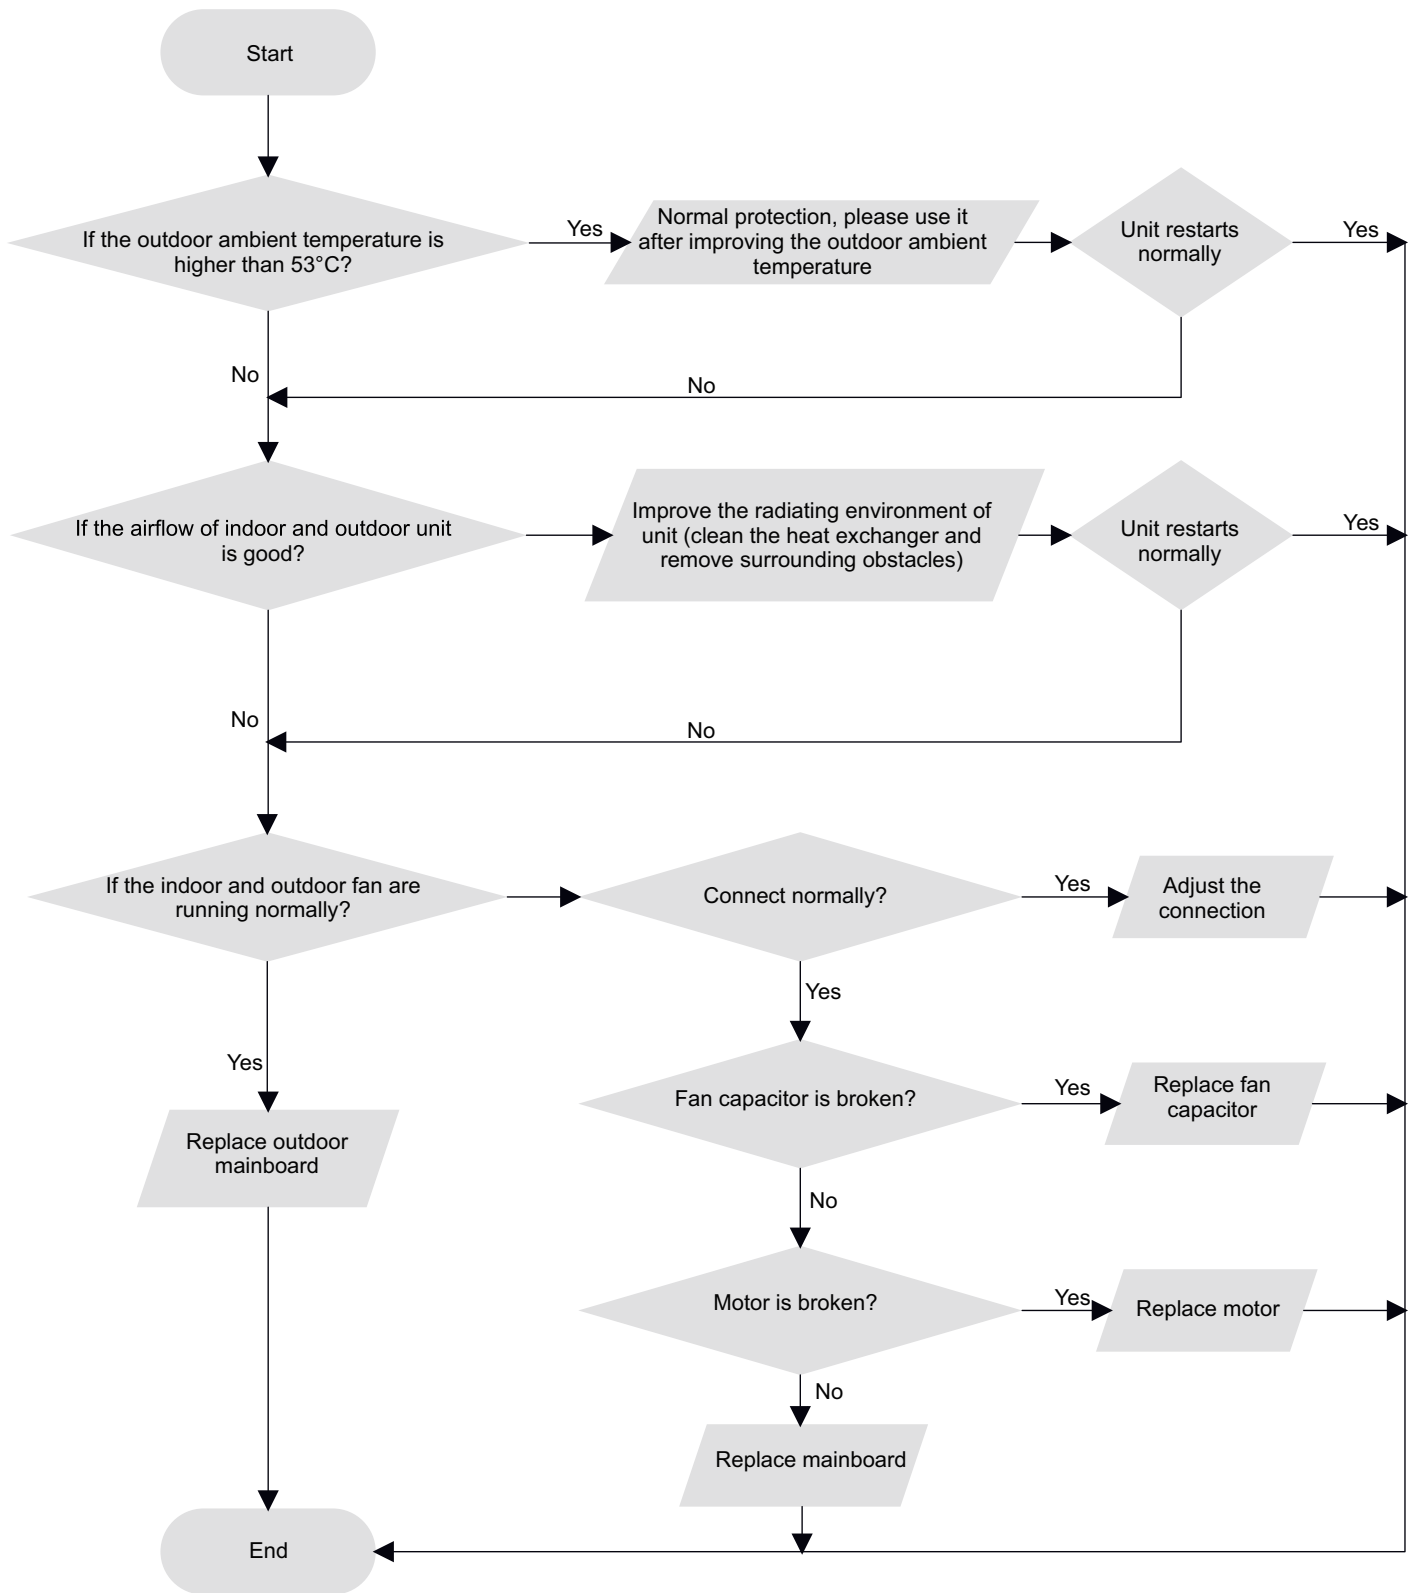 Start
If the outdoor ambient temperature is
higher than 53°C?
Yes
Normal protection, please use it
after improving the outdoor ambient
temperature
Unit restarts
normally
Yes
No
No
If the airflow of indoor and outdoor unit
is good?
Improve the radiating environment of
unit (clean the heat exchanger and
remove surrounding obstacles)
Unit restarts
normally
Yes
No
No
If the indoor and outdoor fan are
running normally?
Connect normally?
Yes
Adjust the
connection
Yes
Yes
Fan capacitor is broken?
Yes
Replace fan
capacitor
Replace outdoor
mainboard
No
Motor is broken?
Yes
Replace motor
No
Replace mainboard
End